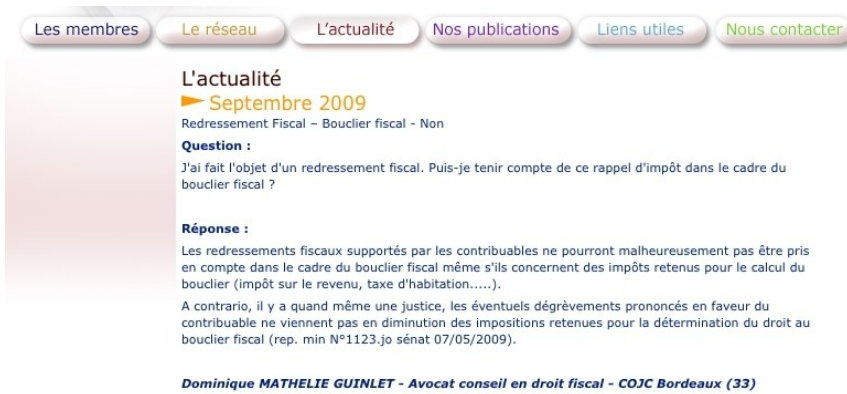 Les membres Le réseau L'actualité Nos publications Liens utiles Nous contacter
L'actualité
Septembre 2009
Redressement Fiscal – Bouclier fiscal - Non
Question :
J'ai fait l'objet d'un redressement fiscal. Puis-je tenir compte de ce rappel d'impôt dans le cadre du
bouclier fiscal ?
Réponse :
Les redressements fiscaux supportés par les contribuables ne pourront malheureusement pas être pris
en compte dans le cadre du bouclier fiscal même s'ils concernent des impôts retenus pour le calcul du
bouclier (impôt sur le revenu, taxe d'habitation.....).
A contrario, il y a quand même une justice, les éventuels dégrèvements prononcés en faveur du
contribuable ne viennent pas en diminution des impositions retenues pour la détermination du droit au
bouclier fiscal (rep. min N°1123.jo sénat 07/05/2009).
Dominique MATHELIE GUINLET - Avocat conseil en droit fiscal - COJC Bordeaux (33)